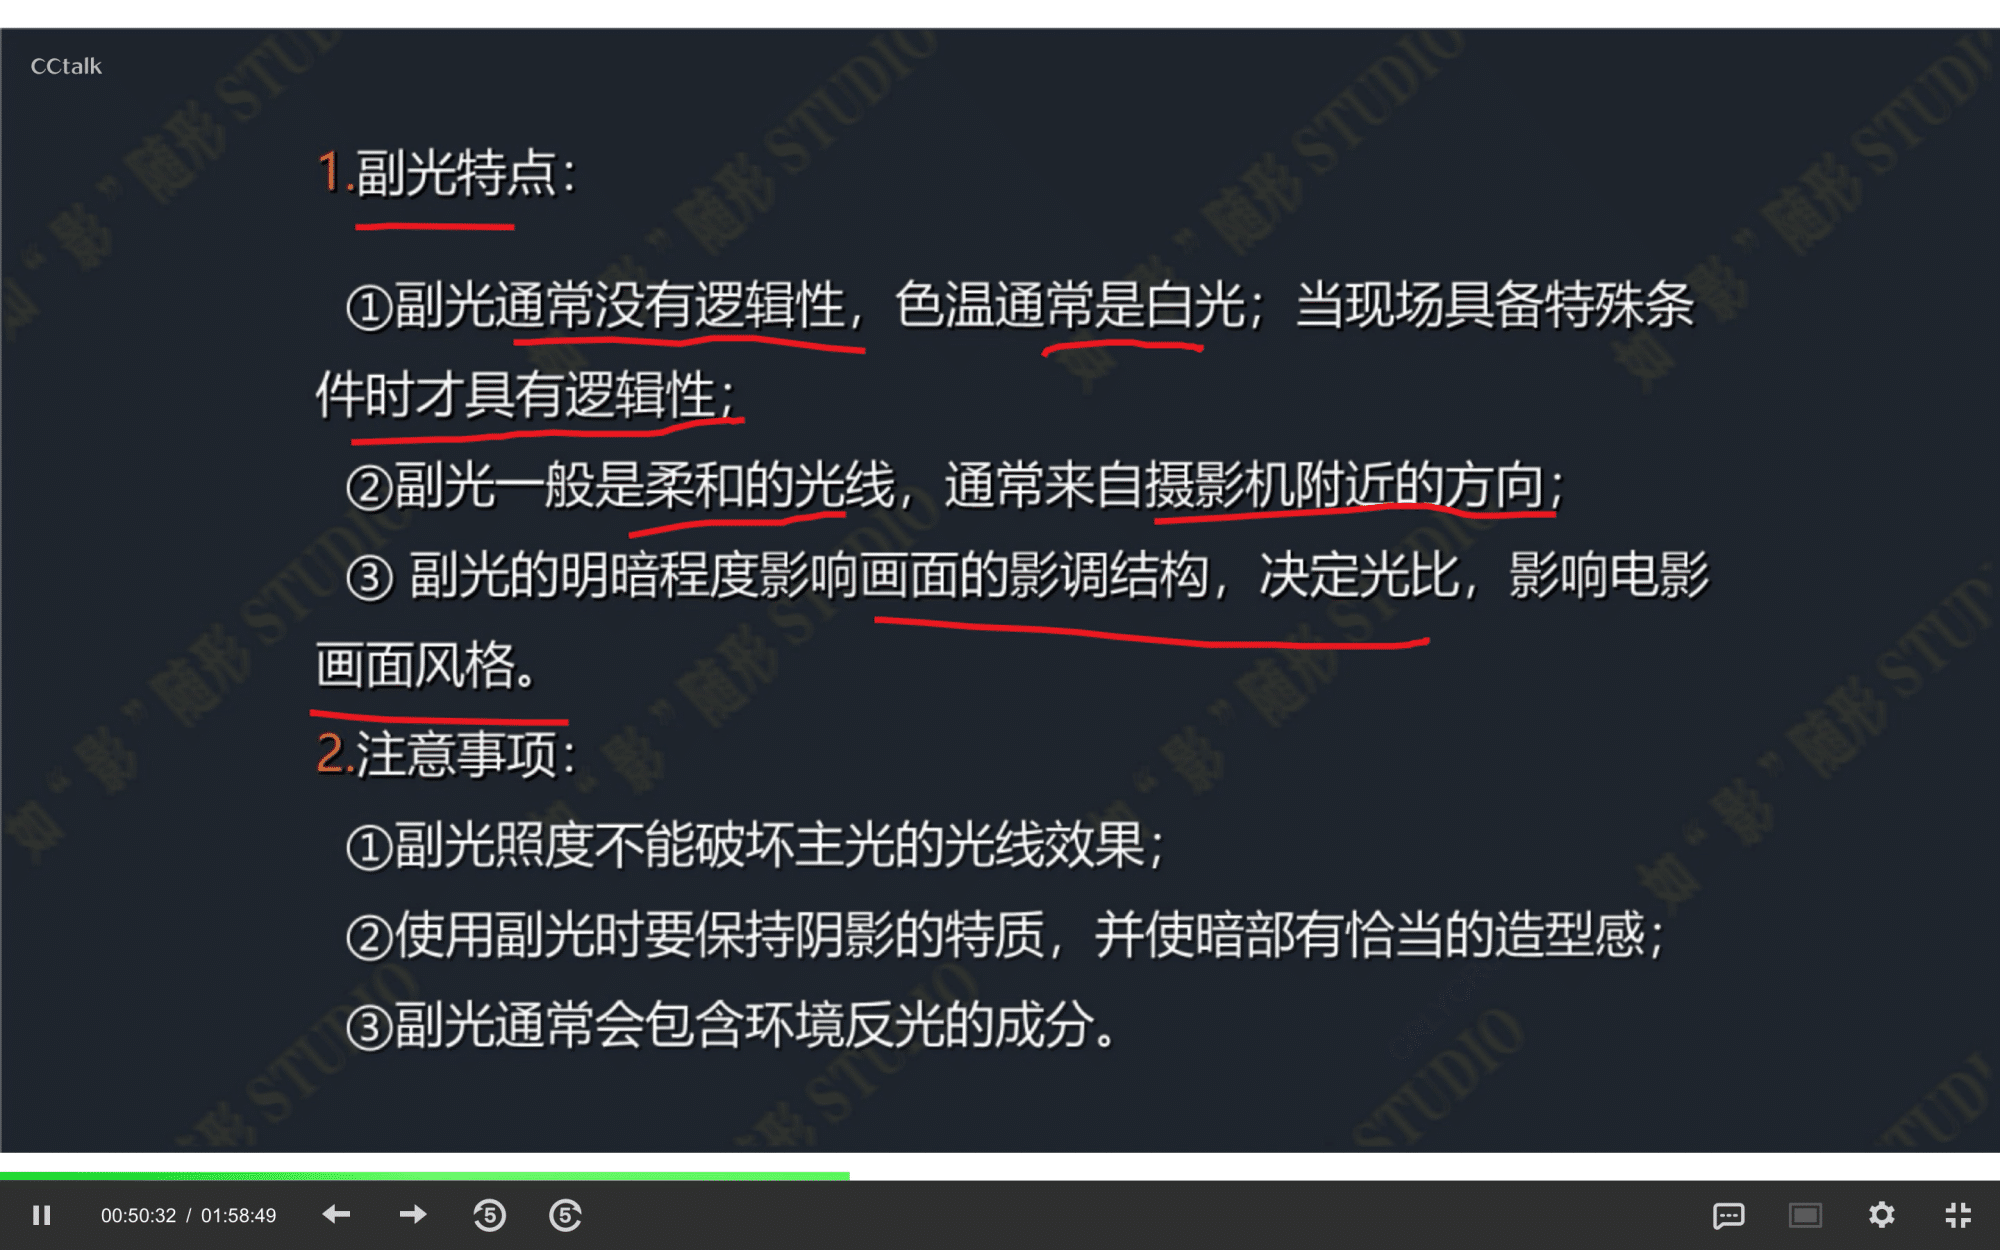 CCtalk
1.副光特点：
①副光通常没有逻辑性，色温通常是白光；当现场具备特殊条
件时才具有逻辑性；
②副光一般是柔和的光线，通常来自摄影机附近的方向；
③ 副光的明暗程度影响画面的影调结构，决定光比，影响电影
画面风格。
2.注意事项：
①副光照度不能破坏主光的光线效果；
②使用副光时要保持阴影的特质，并使暗部有恰当的造型感；
③副光通常会包含环境反光的成分。
如“影”随形 STUDIO
00:50:32 / 01:58:49
5 5